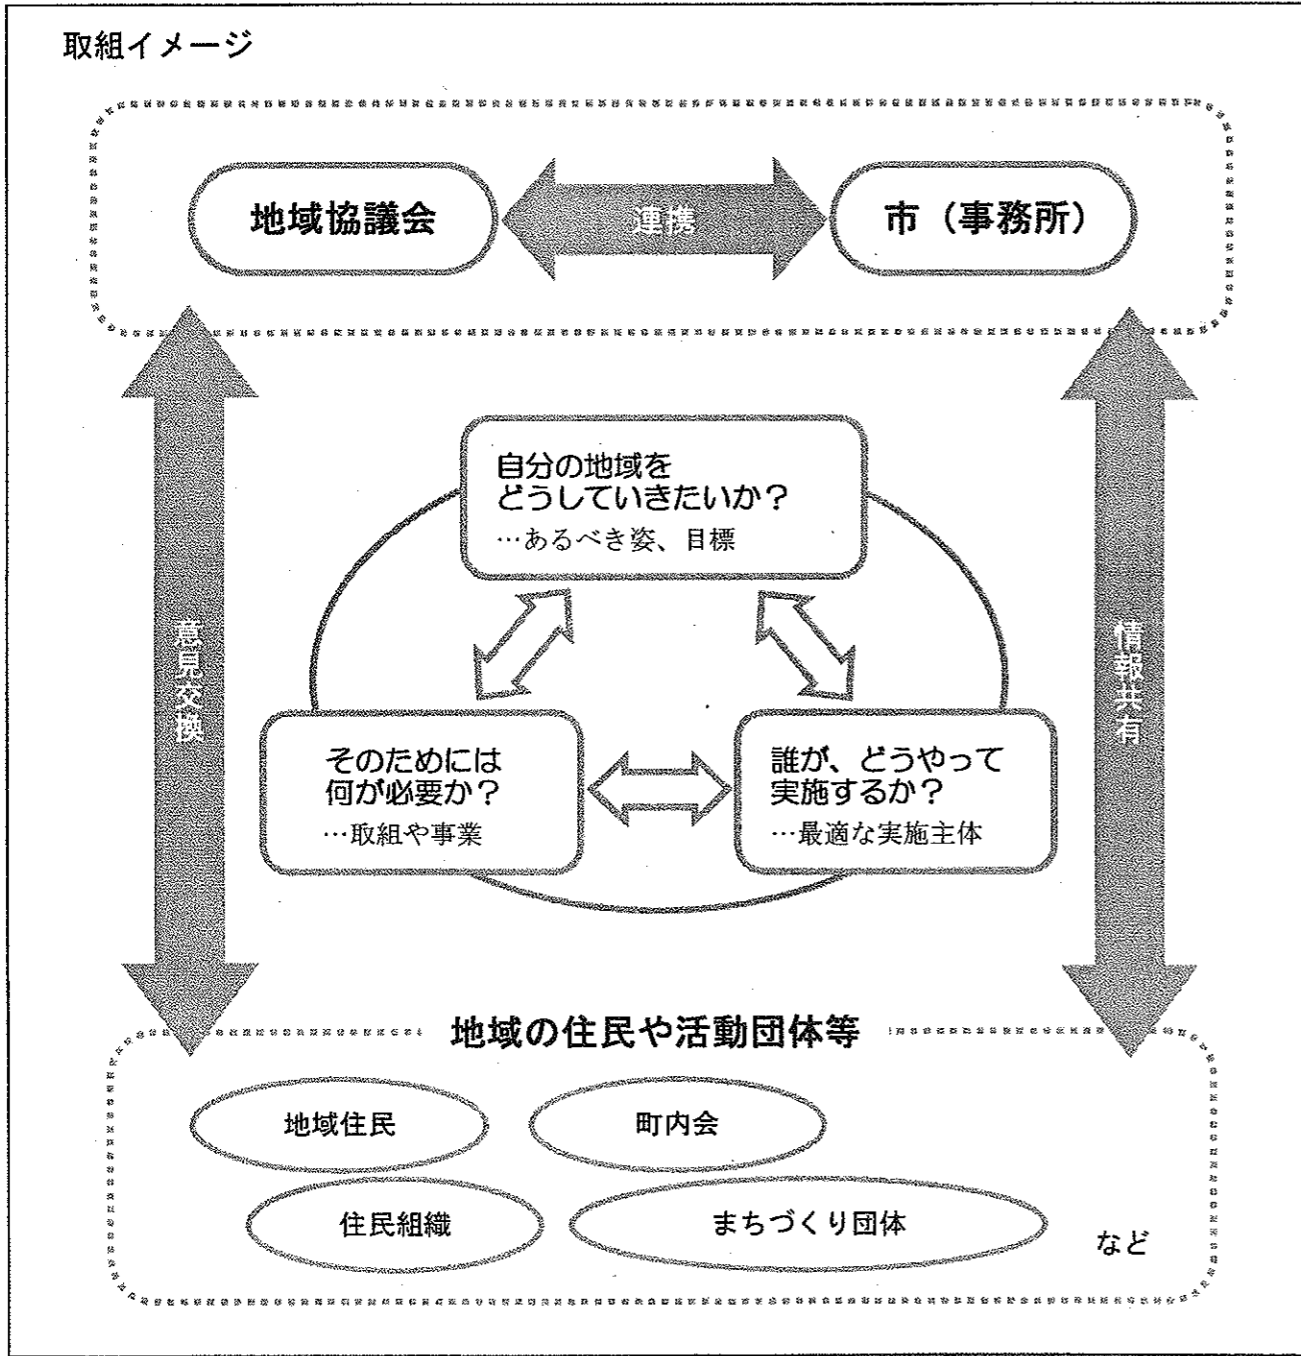 取組イメージ
地域協議会
連携
市（事務所）
自分の地域を
どうしていきたいか？
…あるべき姿、目標
意見交換
情報共有
そのためには
何が必要か？
…取組や事業
誰が、どうやって
実施するか？
…最適な実施主体
地域の住民や活動団体等
地域住民
町内会
住民組織
まちづくり団体
など